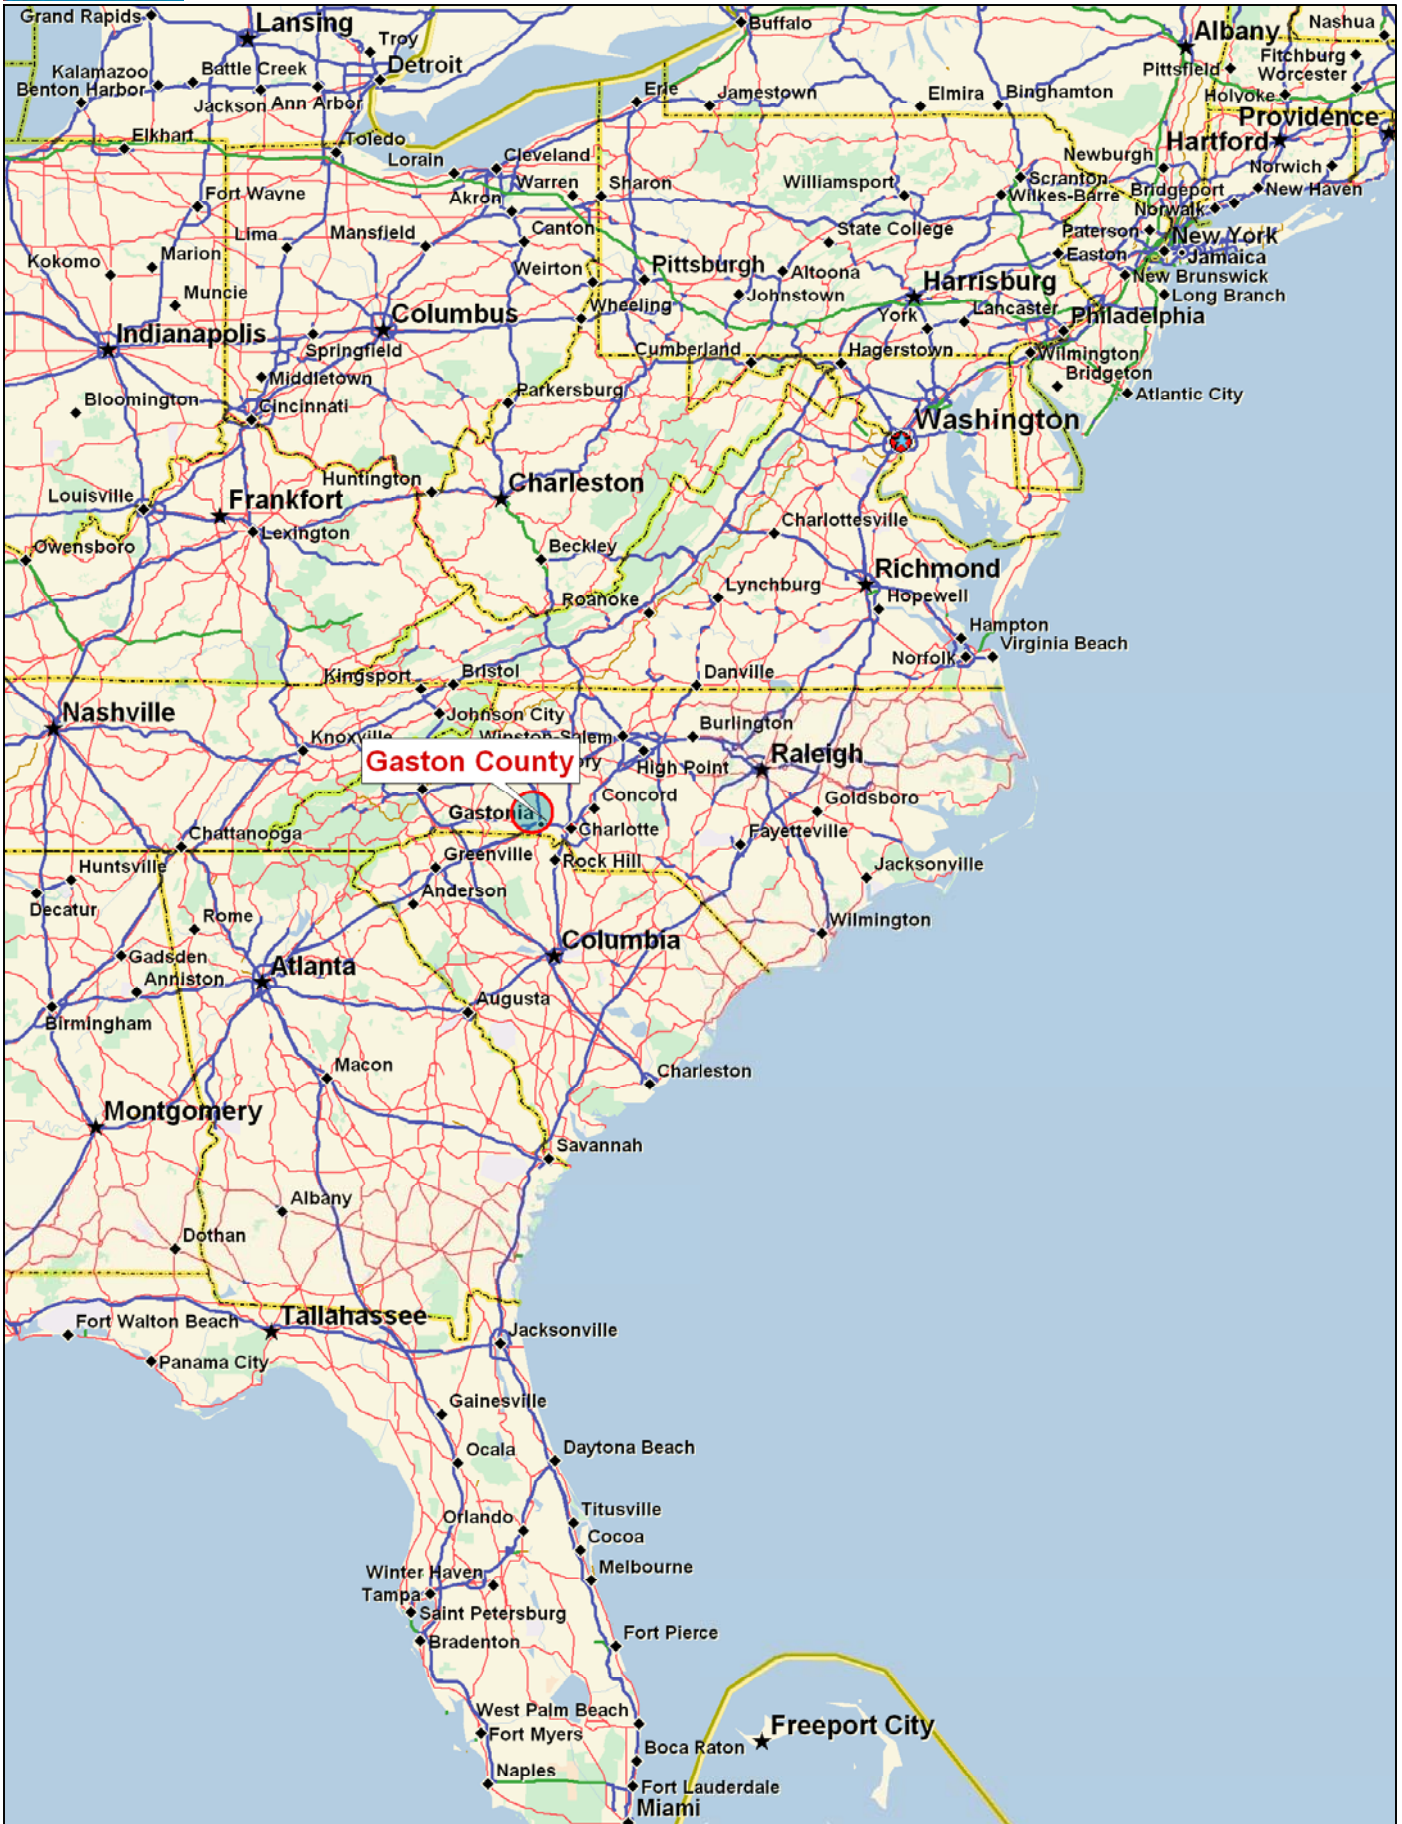 Grand Rapids
Lansing
Troy
Detroit
Buffalo
Albany
Nashua
Fitchburg
Pittsfield
Worcester
Kalamazoo
Battle Creek
Benton Harbor
Jackson
Ann Arbor
Erie
Jamestown
Elmira
Binghamton
Holyoke
Providence
Hartford
Elkhart
Toledo
Lorain
Cleveland
Newburgh
Norwich
Fort Wayne
Warren
Sharon
Akron
Williamsport
Scranton
Wilkes-Barre
Bridgeport
New Haven
Norwalk
Lima
Mansfield
Canton
State College
Paterson
New York
Jamaica
Kokomo
Marion
Weirton
Pittsburgh
Altoona
Easton
New Brunswick
Muncie
Johnstown
Harrisburg
Long Branch
Wheeling
Columbus
York
Lancaster
Philadelphia
Indianapolis
Springfield
Cumberland
Hagerstown
Wilmington
Bridgeton
Middletown
Parkersburg
Atlantic City
Bloomington
Cincinnati
Washington
Louisville
Frankfort
Huntington
Charleston
Lexington
Charlottesville
Owensboro
Beckley
Richmond
Lynchburg
Hopewell
Roanoke
Hampton
Virginia Beach
Norfolk
Kingsport
Bristol
Danville
Nashville
Johnson City
Burlington
Knoxville
Winston-Salem
Raleigh
Gaston County
High Point
Concord
Goldsboro
Gastonia
Charlotte
Fayetteville
Chattanooga
Greenville
Rock Hill
Jacksonville
Huntsville
Anderson
Decatur
Rome
Wilmington
Columbia
Gadsden
Atlanta
Anniston
Augusta
Birmingham
Macon
Charleston
Montgomery
Savannah
Albany
Dothan
Tallahassee
Fort Walton Beach
Jacksonville
Panama City
Gainesville
Ocala
Daytona Beach
Titusville
Orlando
Cocoa
Melbourne
Winter Haven
Tampa
Saint Petersburg
Fort Pierce
Bradenton
West Palm Beach
Freeport City
Fort Myers
Boca Raton
Naples
Fort Lauderdale
Miami